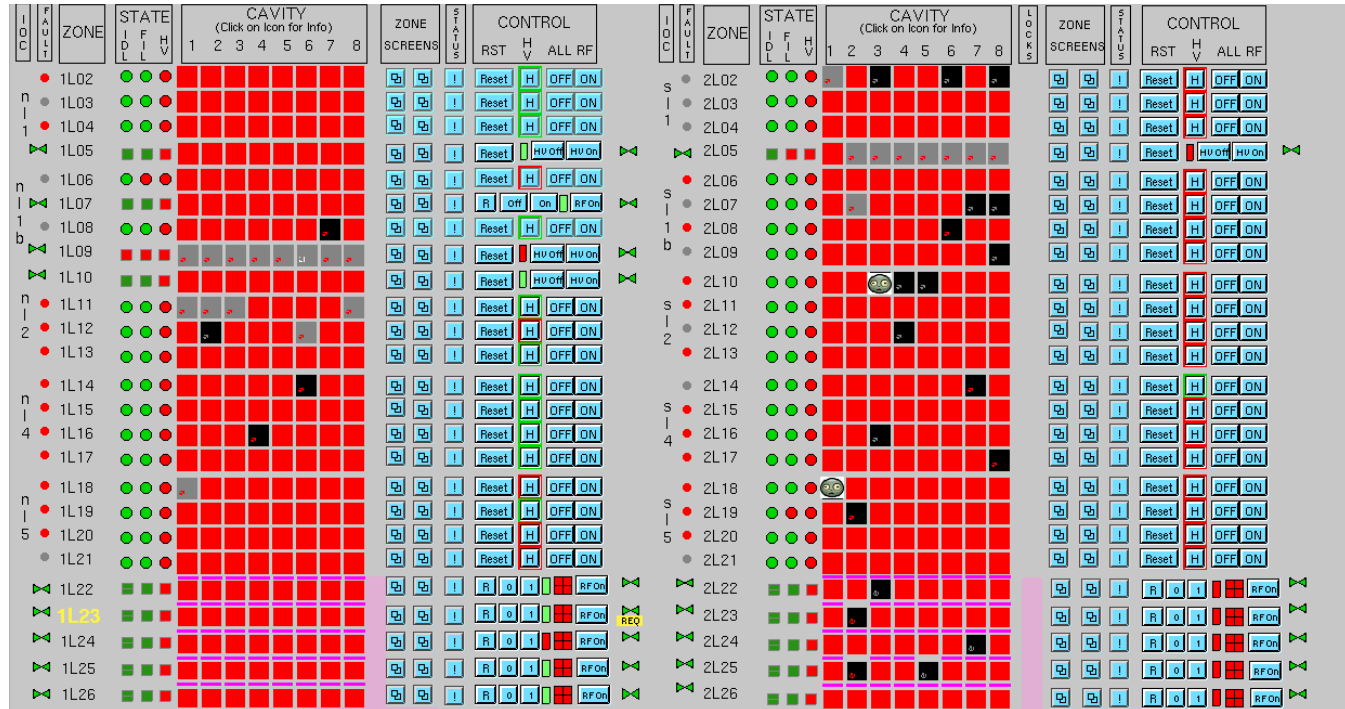 IOC FAULT ZONE STATE IDL FIL HV CAVITY (Click on Icon for Info) 1 2 3 4 5 6 7 8 ZONE SCREENS STATUS CONTROL RST HV ALL RF
nl1
1L02 ! Reset H OFF ON
1L03 ! Reset H OFF ON
1L04 ! Reset H OFF ON
1L05 ! Reset HV Off HV On
nl1b
1L06 ! Reset H OFF ON
1L07 ! R Off On RF On
1L08 ! Reset H OFF ON
1L09 ! Reset HV Off HV On
1L10 ! Reset HV Off HV On
nl2
1L11 ! Reset H OFF ON
1L12 ! Reset H OFF ON
1L13 ! Reset H OFF ON
nl4
1L14 ! Reset H OFF ON
1L15 ! Reset H OFF ON
1L16 ! Reset H OFF ON
1L17 ! Reset H OFF ON
nl5
1L18 ! Reset H OFF ON
1L19 ! Reset H OFF ON
1L20 ! Reset H OFF ON
1L21 ! Reset H OFF ON
1L22 ! R 0 1 RF On
1L23 ! R 0 1 RF On REQ
1L24 ! R 0 1 RF On
1L25 ! R 0 1 RF On
1L26 ! R 0 1 RF On
IOC FAULT ZONE STATE IDL FIL HV CAVITY (Click on Icon for Info) 1 2 3 4 5 6 7 8 LOCKS ZONE SCREENS STATUS CONTROL RST HV ALL RF
sl1
2L02 ! Reset H OFF ON
2L03 ! Reset H OFF ON
2L04 ! Reset H OFF ON
2L05 ! Reset HV Off HV On
sl1b
2L06 ! Reset H OFF ON
2L07 ! Reset H OFF ON
2L08 ! Reset H OFF ON
2L09 ! Reset H OFF ON
sl2
2L10 ! Reset H OFF ON
2L11 ! Reset H OFF ON
2L12 ! Reset H OFF ON
2L13 ! Reset H OFF ON
sl4
2L14 ! Reset H OFF ON
2L15 ! Reset H OFF ON
2L16 ! Reset H OFF ON
2L17 ! Reset H OFF ON
sl5
2L18 ! Reset H OFF ON
2L19 ! Reset H OFF ON
2L20 ! Reset H OFF ON
2L21 ! Reset H OFF ON
2L22 ! R 0 1 RF On
2L23 ! R 0 1 RF On
2L24 ! R 0 1 RF On
2L25 ! R 0 1 RF On
2L26 ! R 0 1 RF On